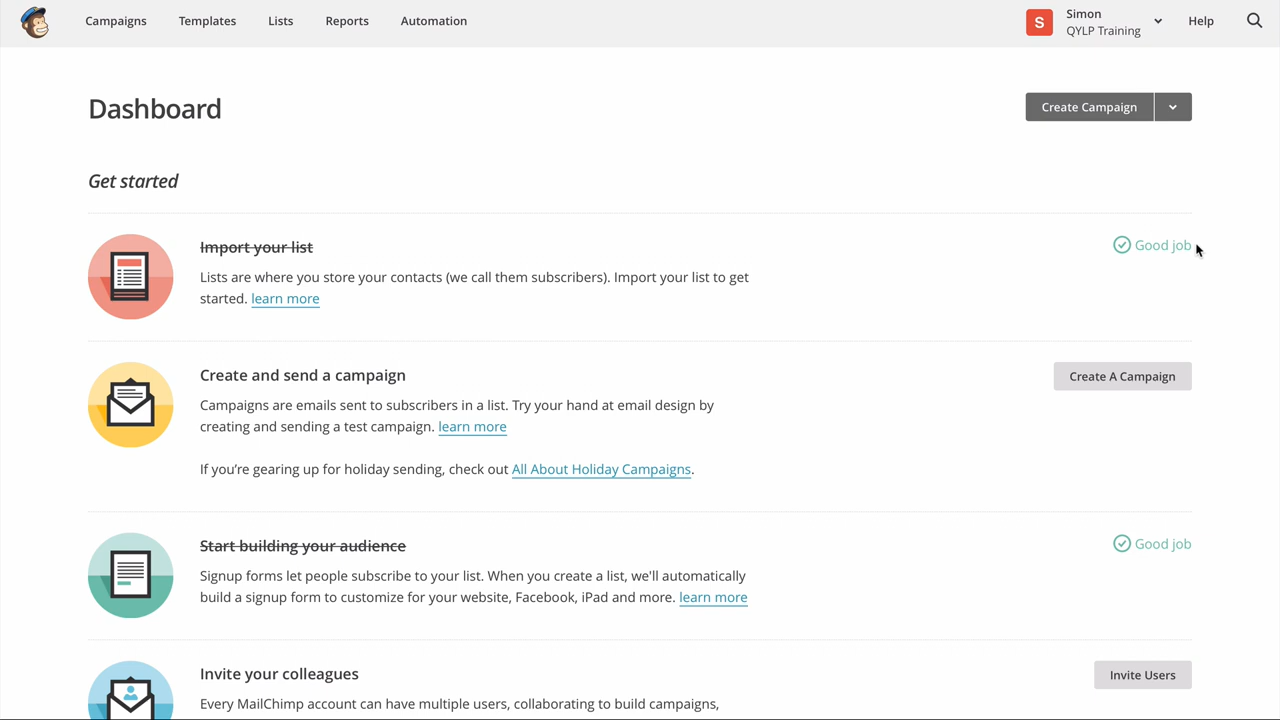 Campaigns Templates Lists Reports Automation
S Simon
QYLP Training
Help
Dashboard
Create Campaign
Get started
Import your list
Good job
Lists are where you store your contacts (we call them subscribers). Import your list to get
started. learn more
Create and send a campaign
Create A Campaign
Campaigns are emails sent to subscribers in a list. Try your hand at email design by
creating and sending a test campaign. learn more
If you’re gearing up for holiday sending, check out All About Holiday Campaigns.
Start building your audience
Good job
Signup forms let people subscribe to your list. When you create a list, we'll automatically
build a signup form to customize for your website, Facebook, iPad and more. learn more
Invite your colleagues
Invite Users
Every MailChimp account can have multiple users, collaborating to build campaigns,